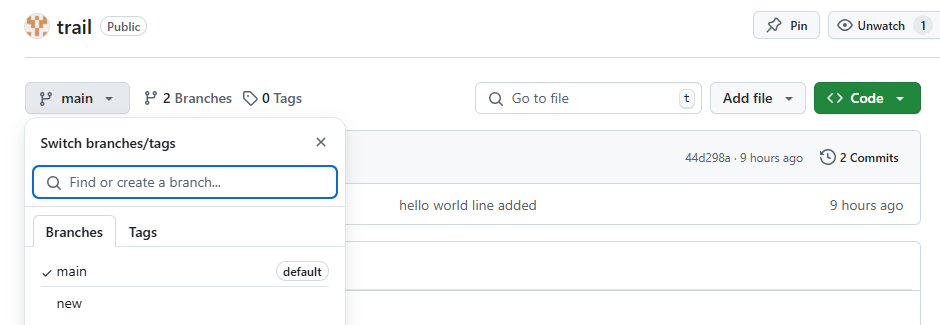 trail Public Pin Unwatch 1
main 2 Branches 0 Tags Go to file t Add file Code
Switch branches/tags
44d298a · 9 hours ago 2 Commits
Find or create a branch...
hello world line added 9 hours ago
Branches Tags
main default
new